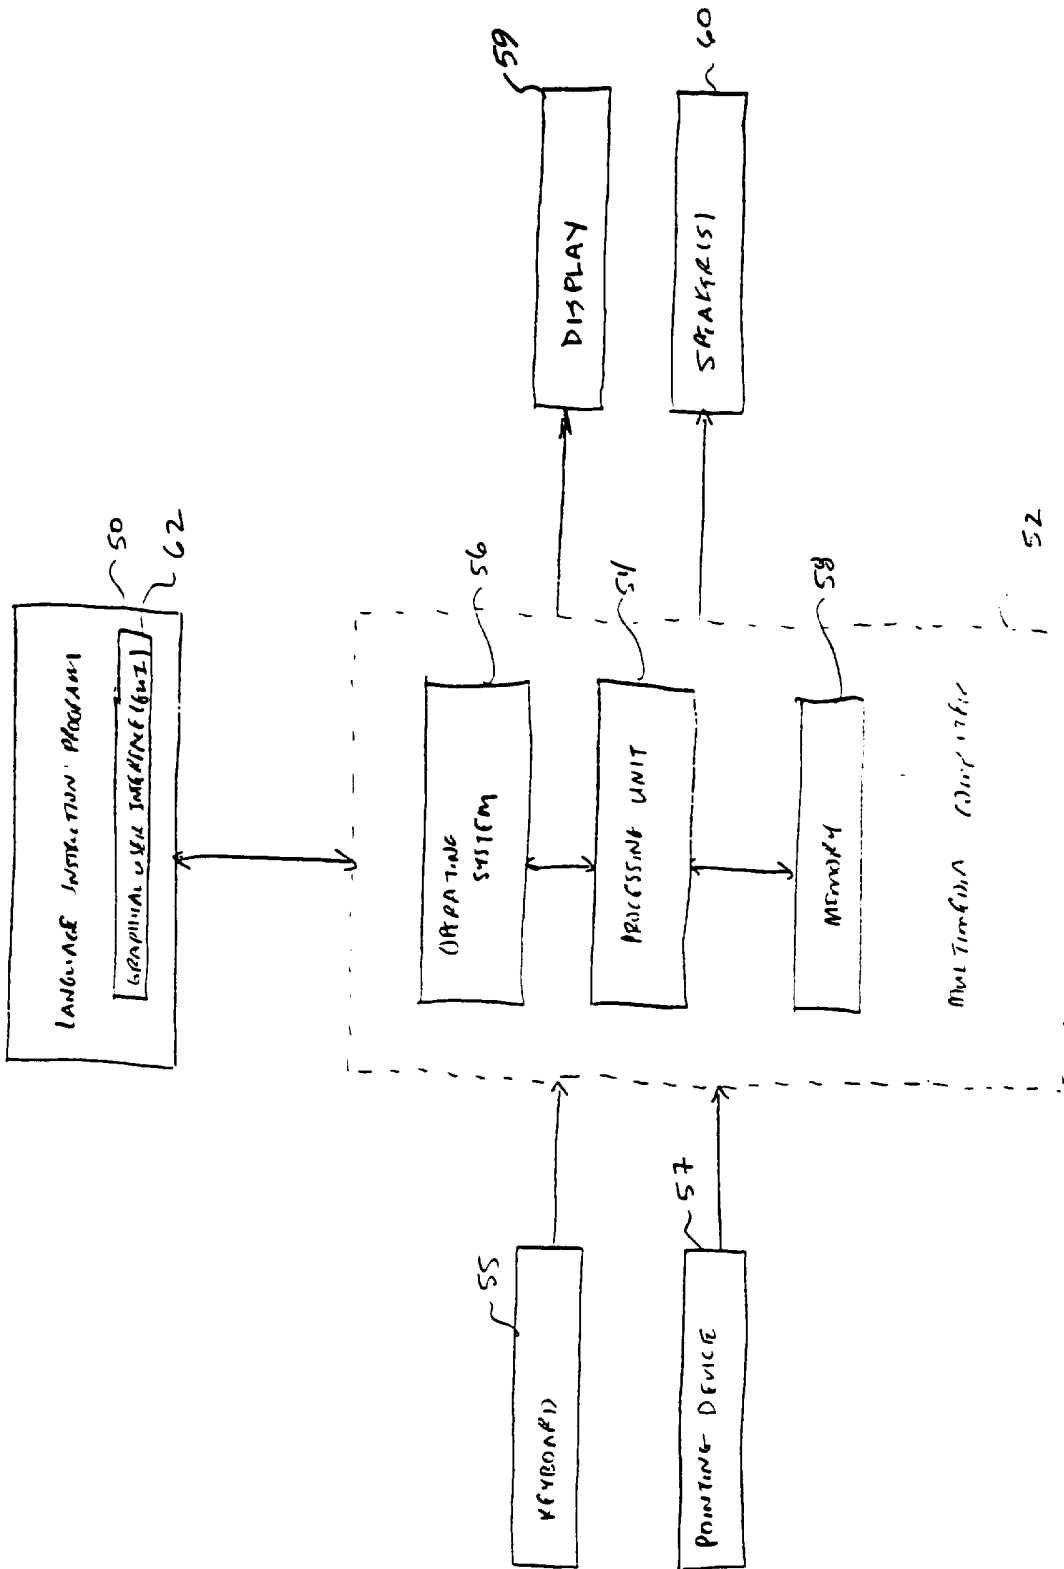 LANGUAGE INSTRUCTION PROGRAM
50
GRAPHICAL USER INTERFACE (GUI)
62
KEYBOARD
55
POINTING DEVICE
57
OPERATING
SYSTEM
56
PROCESSING UNIT
54
MEMORY
58
MULTIMEDIA COMPUTER
52
DISPLAY
59
SPEAKER(S)
60